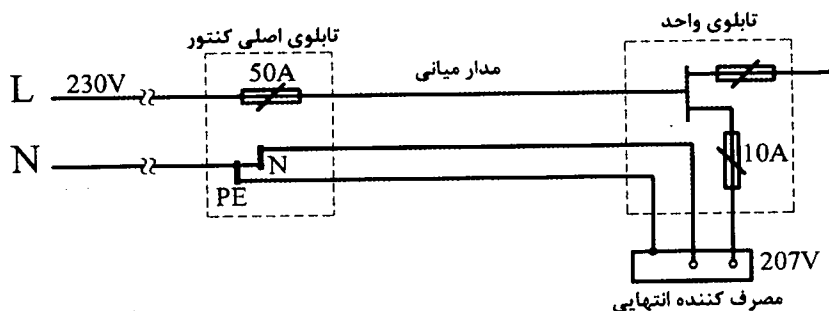 تابلوی واحد
تابلوی اصلی کنتور
مدار میانی
50A
L
230V
N
N
10A
PE
207V
مصرف کننده انتهایی